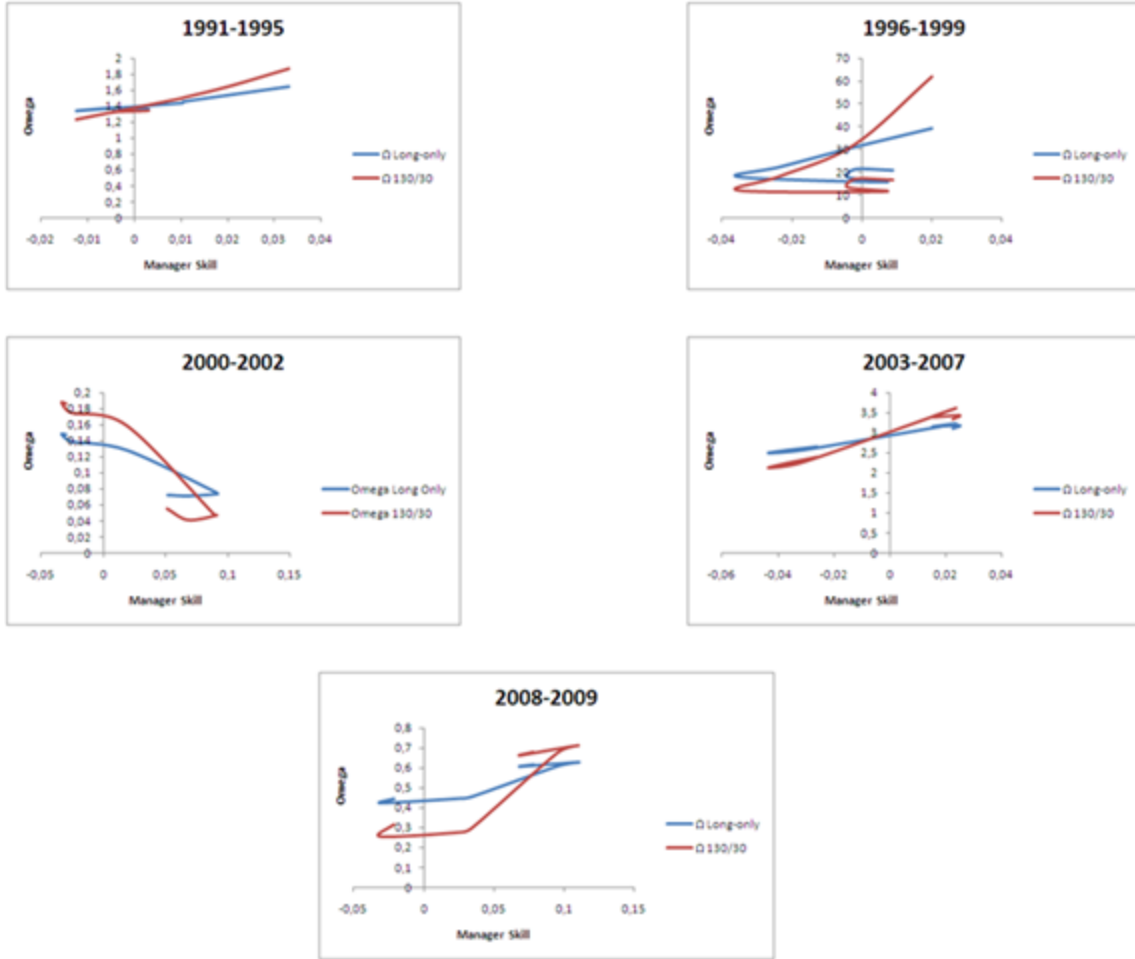 1991-1995
Omega
2
1,8
1,6
1,4
1,2
1
0,8
0,6
0,4
0,2
0
-0,02 -0,01 0 0,01 0,02 0,03 0,04
Manager Skill
Ω Long-only
Ω 130/30
1996-1999
Omega
70
60
50
40
30
20
10
0
-0,04 -0,02 0 0,02 0,04
Manager Skill
Ω Long-only
Ω 130/30
2000-2002
Omega
0,2
0,18
0,16
0,14
0,12
0,1
0,08
0,06
0,04
0,02
0
-0,05 0 0,05 0,1 0,15
Manager Skill
Omega Long Only
Omega 130/30
2003-2007
Omega
4
3,5
3
2,5
2
1,5
1
0,5
0
-0,06 -0,04 -0,02 0 0,02 0,04
Manager Skill
Ω Long-only
Ω 130/30
2008-2009
Omega
0,8
0,7
0,6
0,5
0,4
0,3
0,2
0,1
0
-0,05 0 0,05 0,1 0,15
Manager Skill
Ω Long-only
Ω 130/30